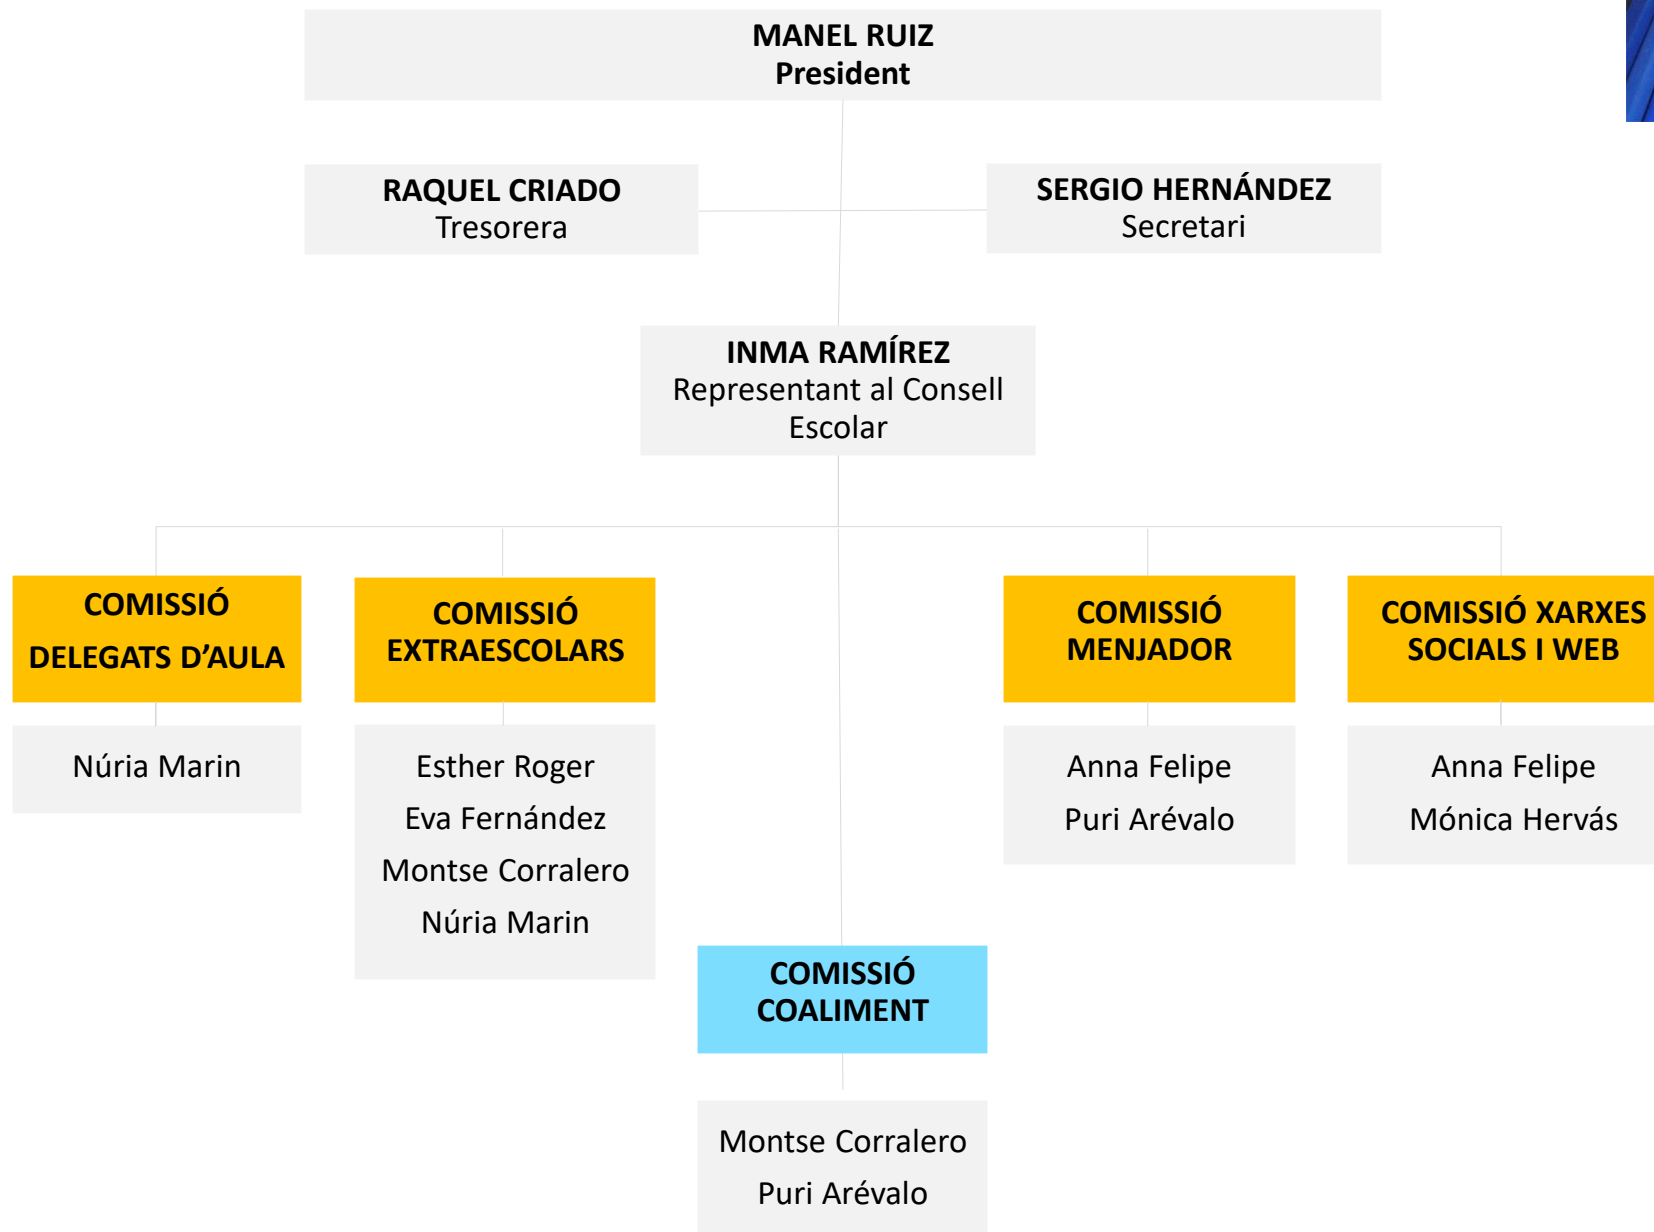 MANEL RUIZ
President
RAQUEL CRIADO
Tresorera
SERGIO HERNÁNDEZ
Secretari
INMA RAMÍREZ
Representant al Consell
Escolar
COMISSIÓ
DELEGATS D’AULA
Núria Marin
COMISSIÓ
EXTRAESCOLARS
Esther Roger
Eva Fernández
Montse Corralero
Núria Marin
COMISSIÓ
MENJADOR
Anna Felipe
Puri Arévalo
COMISSIÓ XARXES
SOCIALS I WEB
Anna Felipe
Mónica Hervás
COMISSIÓ
COALIMENT
Montse Corralero
Puri Arévalo